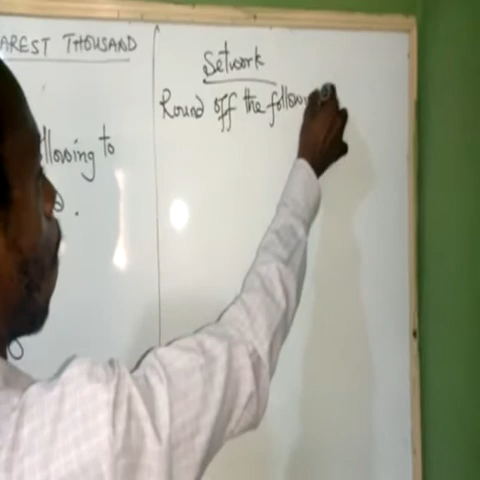 AREST THOUSAND
llowing to
Setwork
Round off the follow